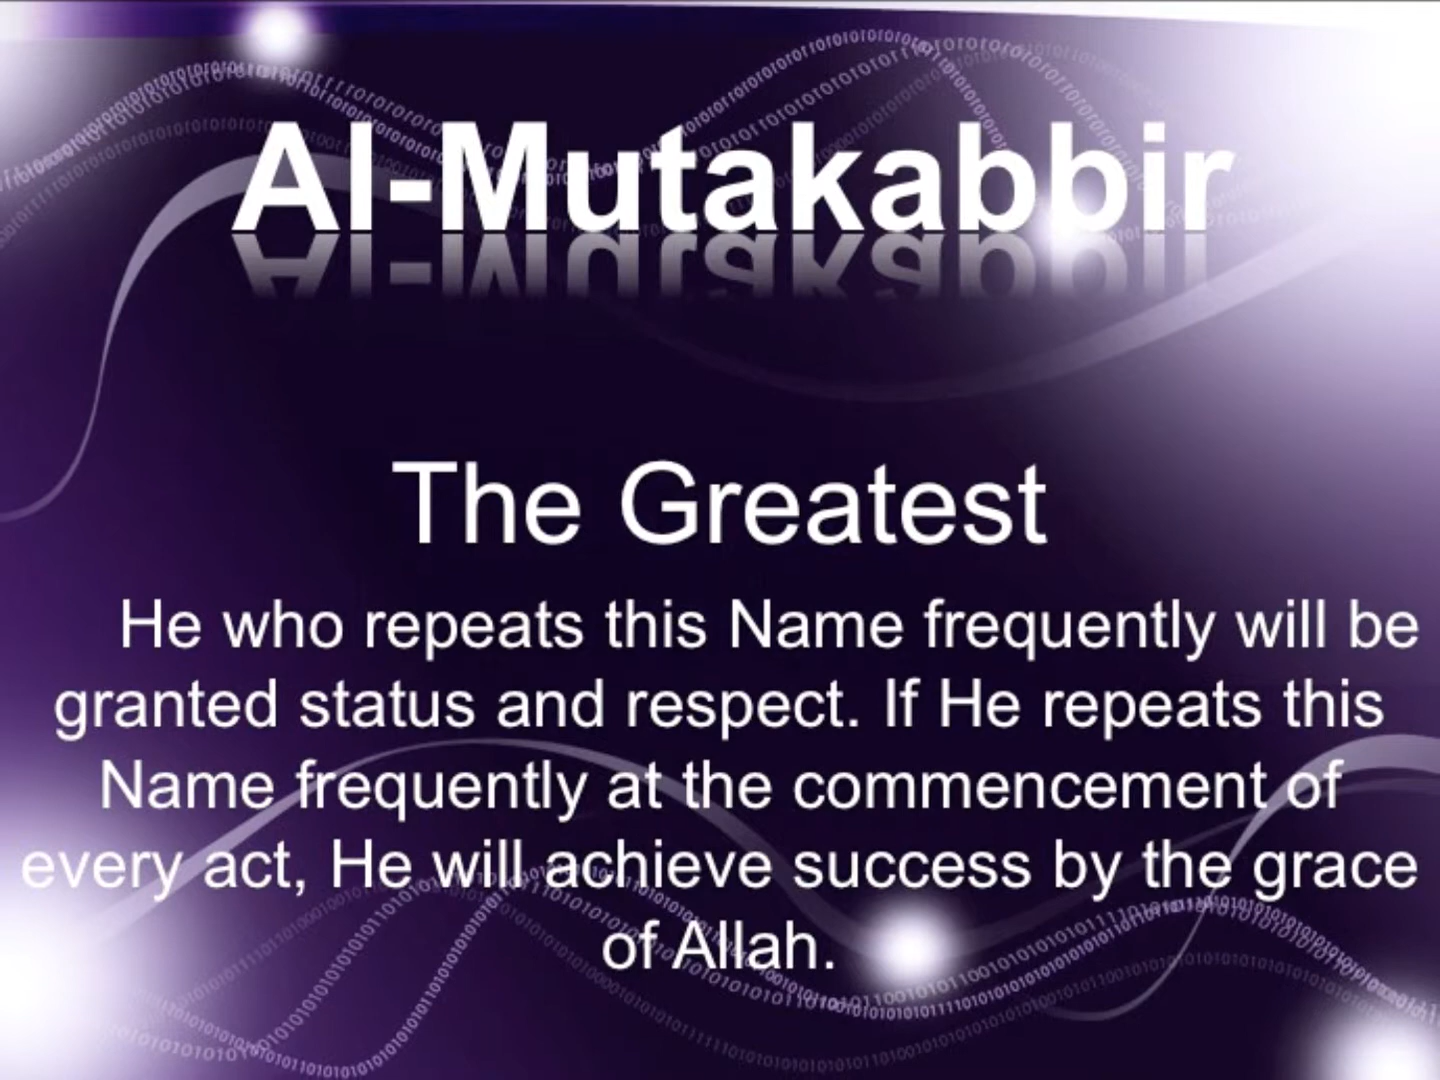 Al-Mutakabbir
The Greatest
He who repeats this Name frequently will be
granted status and respect. If He repeats this
Name frequently at the commencement of
every act, He will achieve success by the grace
of Allah.